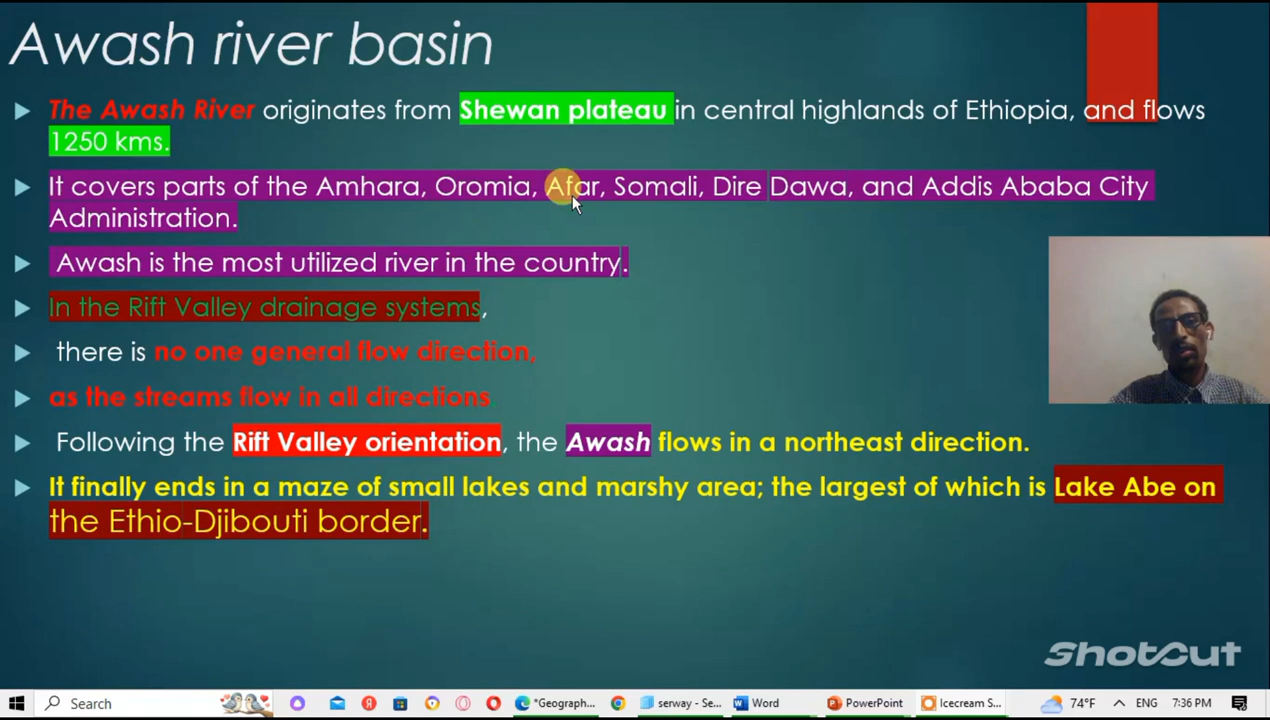 Awash river basin
The Awash River originates from Shewan plateau in central highlands of Ethiopia, and flows
1250 kms.
It covers parts of the Amhara, Oromia, Afar, Somali, Dire Dawa, and Addis Ababa City
Administration.
Awash is the most utilized river in the country.
In the Rift Valley drainage systems,
there is no one general flow direction,
as the streams flow in all directions
Following the Rift Valley orientation, the Awash flows in a northeast direction.
It finally ends in a maze of small lakes and marshy area; the largest of which is Lake Abe on
the Ethio-Djibouti border.
SHOTCUT
Search
*Geograph...
serway - Se...
Word
PowerPoint
Icecream S...
74°F
ENG
7:36 PM